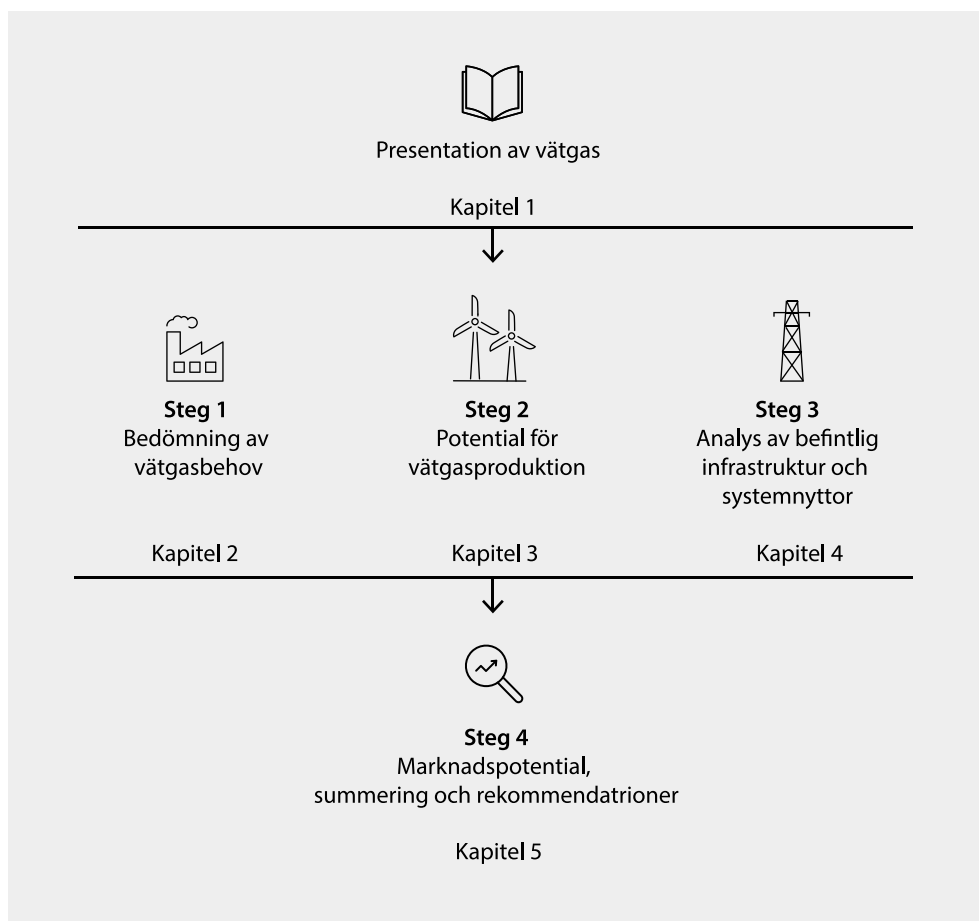 Presentation av vätgas
Kapitel 1
Steg 1
Bedömning av
vätgasbehov
Kapitel 2
Steg 2
Potential för
vätgasproduktion
Kapitel 3
Steg 3
Analys av befintlig
infrastruktur och
systemnyttor
Kapitel 4
Steg 4
Marknadspotential,
summering och rekommendatrioner
Kapitel 5